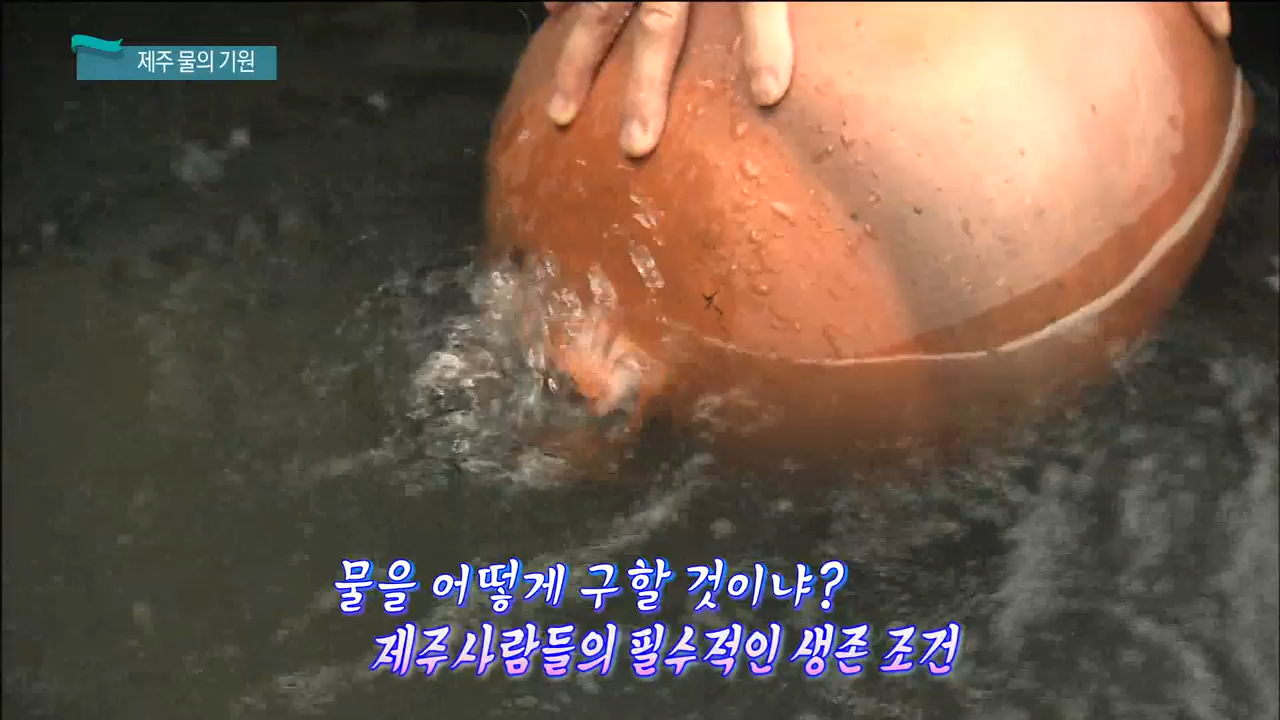 제주 물의 기원
물을 어떻게 구할 것이냐?
제주사람들의 필수적인 생존 조건